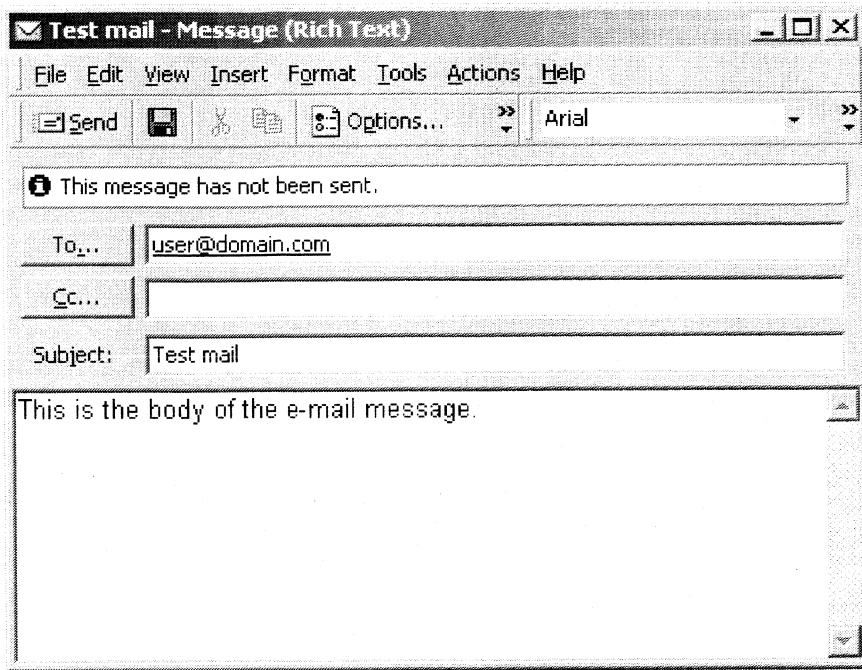 Test mail - Message (Rich Text)
File Edit View Insert Format Tools Actions Help
Send Options... Arial
This message has not been sent.
To... user@domain.com
Cc...
Subject: Test mail
This is the body of the e-mail message.